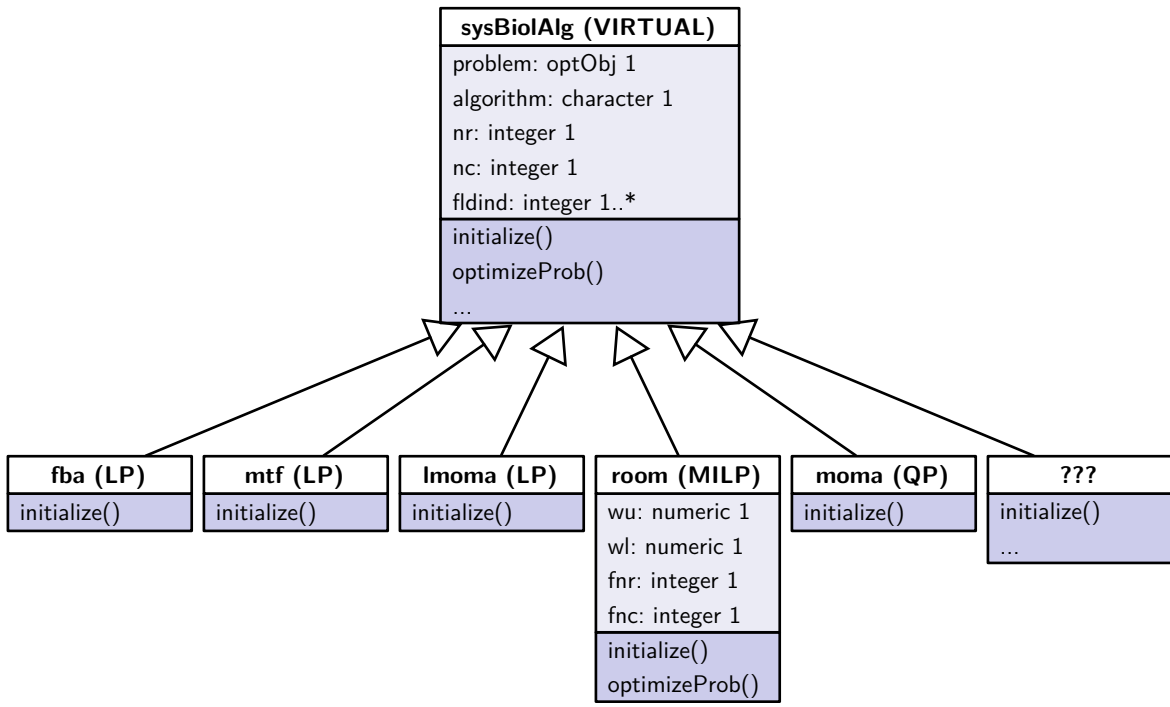 sysBiolAlg (VIRTUAL)
problem: optObj 1
algorithm: character 1
nr: integer 1
nc: integer 1
fldind: integer 1..*
initialize()
optimizeProb()
...
fba (LP)
initialize()
mtf (LP)
initialize()
lmoma (LP)
initialize()
room (MILP)
wu: numeric 1
wl: numeric 1
fnr: integer 1
fnc: integer 1
initialize()
optimizeProb()
moma (QP)
initialize()
???
initialize()
...